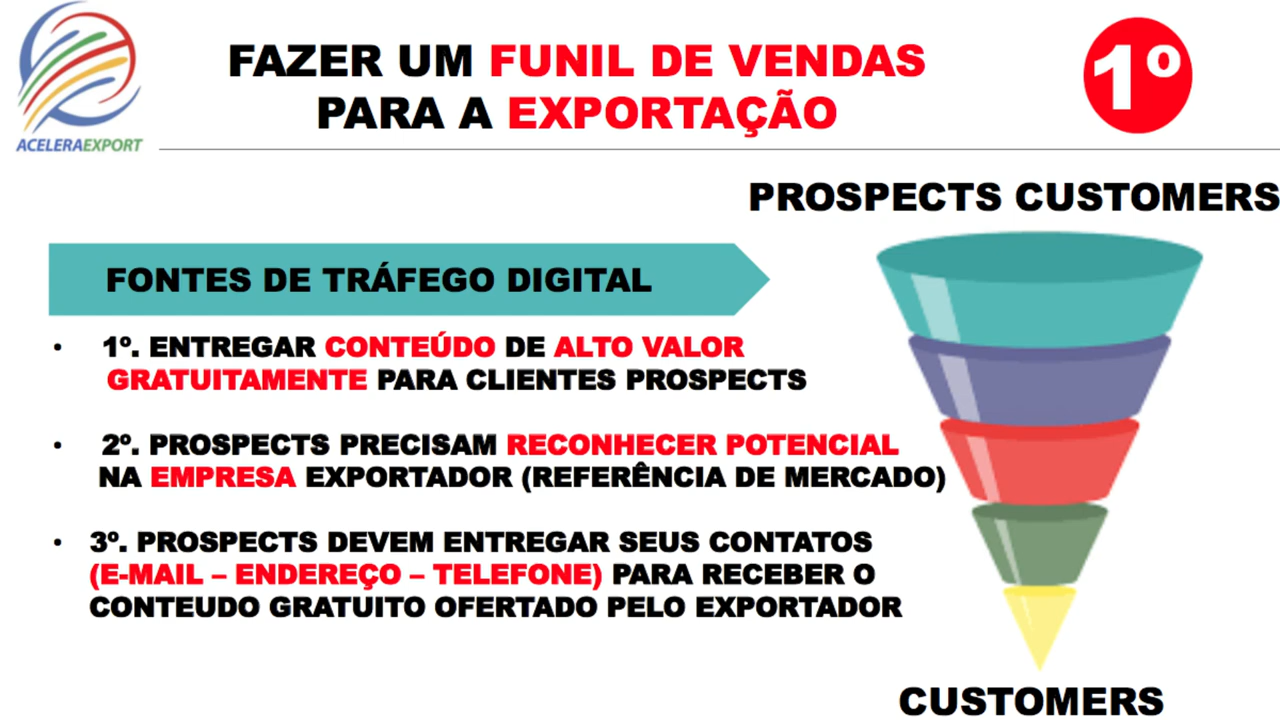 FAZER UM FUNIL DE VENDAS
PARA A EXPORTAÇÃO
1º
ACELERAEXPORT
PROSPECTS CUSTOMERS
FONTES DE TRÁFEGO DIGITAL
• 1º. ENTREGAR CONTEÚDO DE ALTO VALOR
GRATUITAMENTE PARA CLIENTES PROSPECTS
• 2º. PROSPECTS PRECISAM RECONHECER POTENCIAL
NA EMPRESA EXPORTADOR (REFERÊNCIA DE MERCADO)
• 3º. PROSPECTS DEVEM ENTREGAR SEUS CONTATOS
(E-MAIL – ENDEREÇO – TELEFONE) PARA RECEBER O
CONTEUDO GRATUITO OFERTADO PELO EXPORTADOR
CUSTOMERS